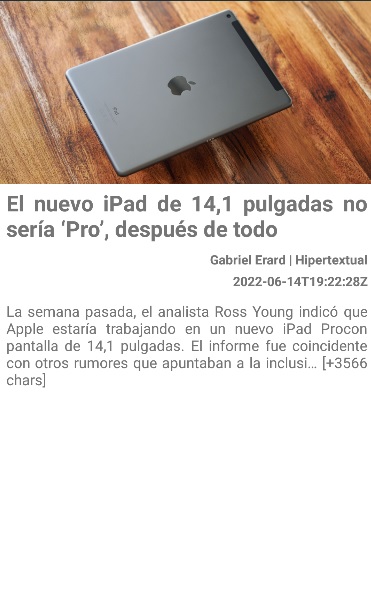 El nuevo iPad de 14,1 pulgadas no
sería ‘Pro’, después de todo
Gabriel Erard | Hipertextual
2022-06-14T19:22:28Z
La semana pasada, el analista Ross Young indicó que
Apple estaría trabajando en un nuevo iPad Procon
pantalla de 14,1 pulgadas. El informe fue coincidente
con otros rumores que apuntaban a la inclusi… [+3566
chars]